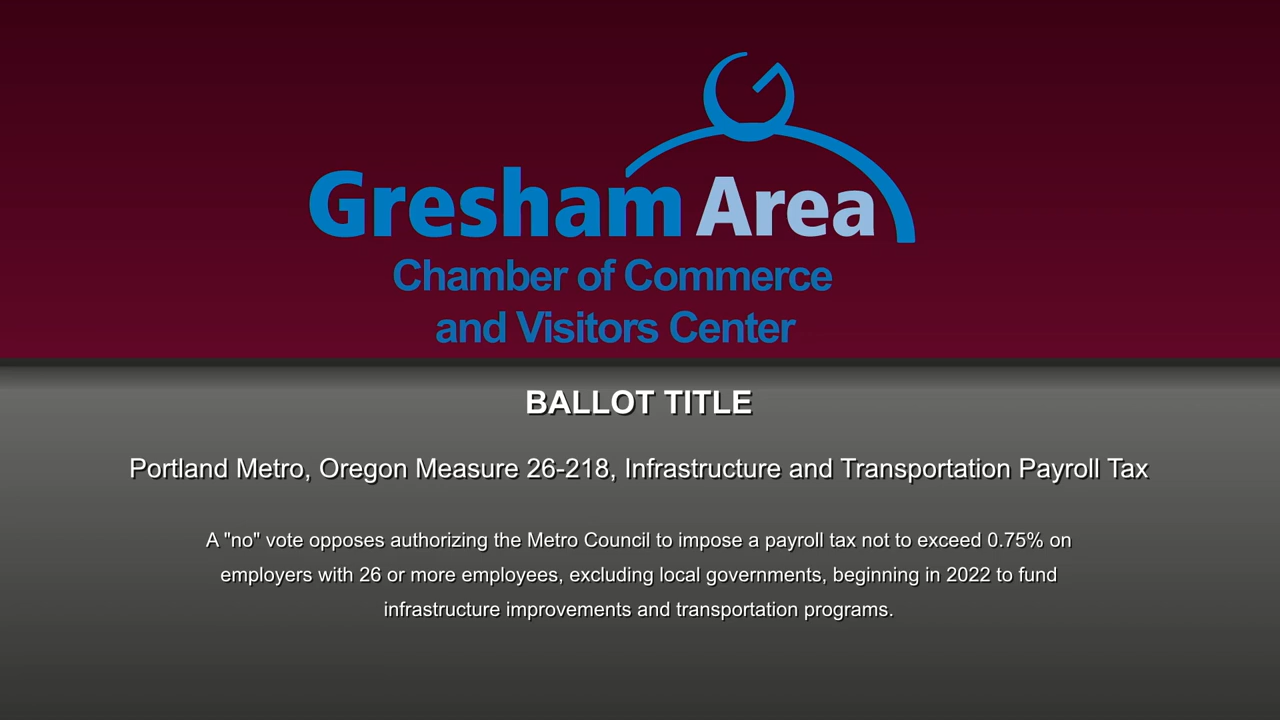 Gresham Area
Chamber of Commerce
and Visitors Center
BALLOT TITLE
Portland Metro, Oregon Measure 26-218, Infrastructure and Transportation Payroll Tax
A "no" vote opposes authorizing the Metro Council to impose a payroll tax not to exceed 0.75% on
employers with 26 or more employees, excluding local governments, beginning in 2022 to fund
infrastructure improvements and transportation programs.